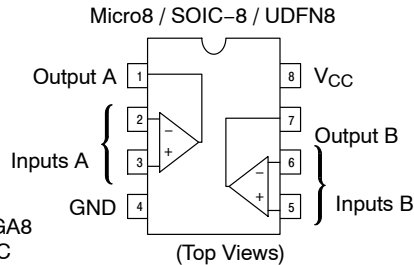 Micro8 / SOIC−8 / UDFN8
Output A
1
8
VCC
2
−
7
Output B
Inputs A
3
+
−
6
GND
4
+
5
Inputs B
GA8
C
(Top Views)